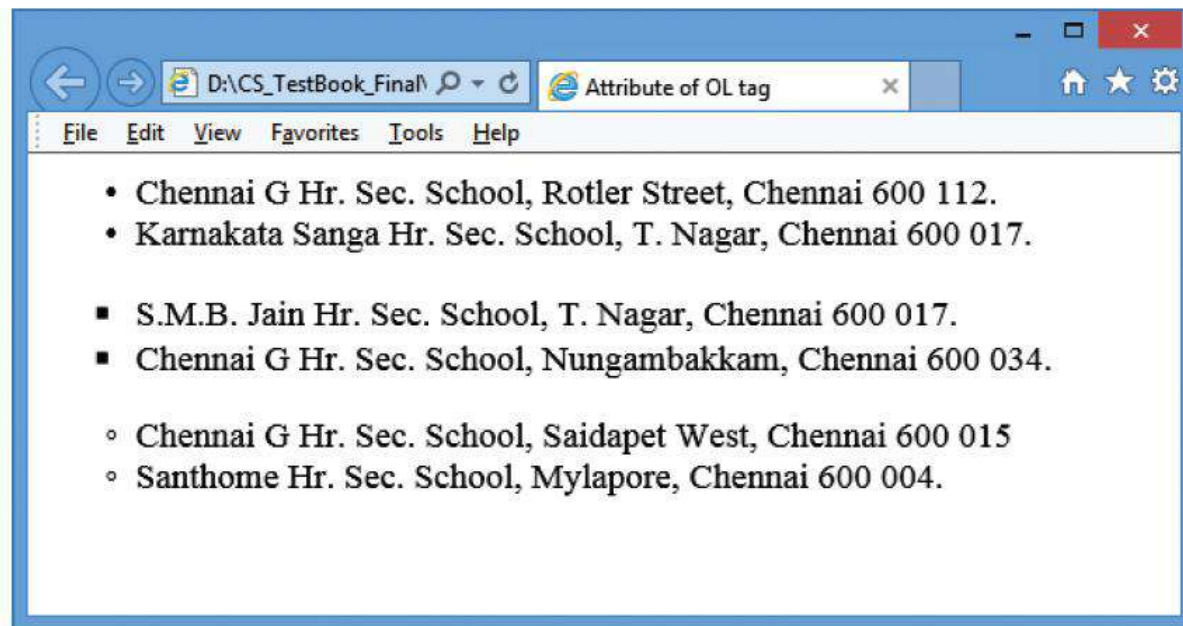 D:\CS_TestBook_Final\
Attribute of OL tag
File Edit View Favorites Tools Help
• Chennai G Hr. Sec. School, Rotler Street, Chennai 600 112.
• Karnakata Sanga Hr. Sec. School, T. Nagar, Chennai 600 017.
▪ S.M.B. Jain Hr. Sec. School, T. Nagar, Chennai 600 017.
▪ Chennai G Hr. Sec. School, Nungambakkam, Chennai 600 034.
◦ Chennai G Hr. Sec. School, Saidapet West, Chennai 600 015
◦ Santhome Hr. Sec. School, Mylapore, Chennai 600 004.